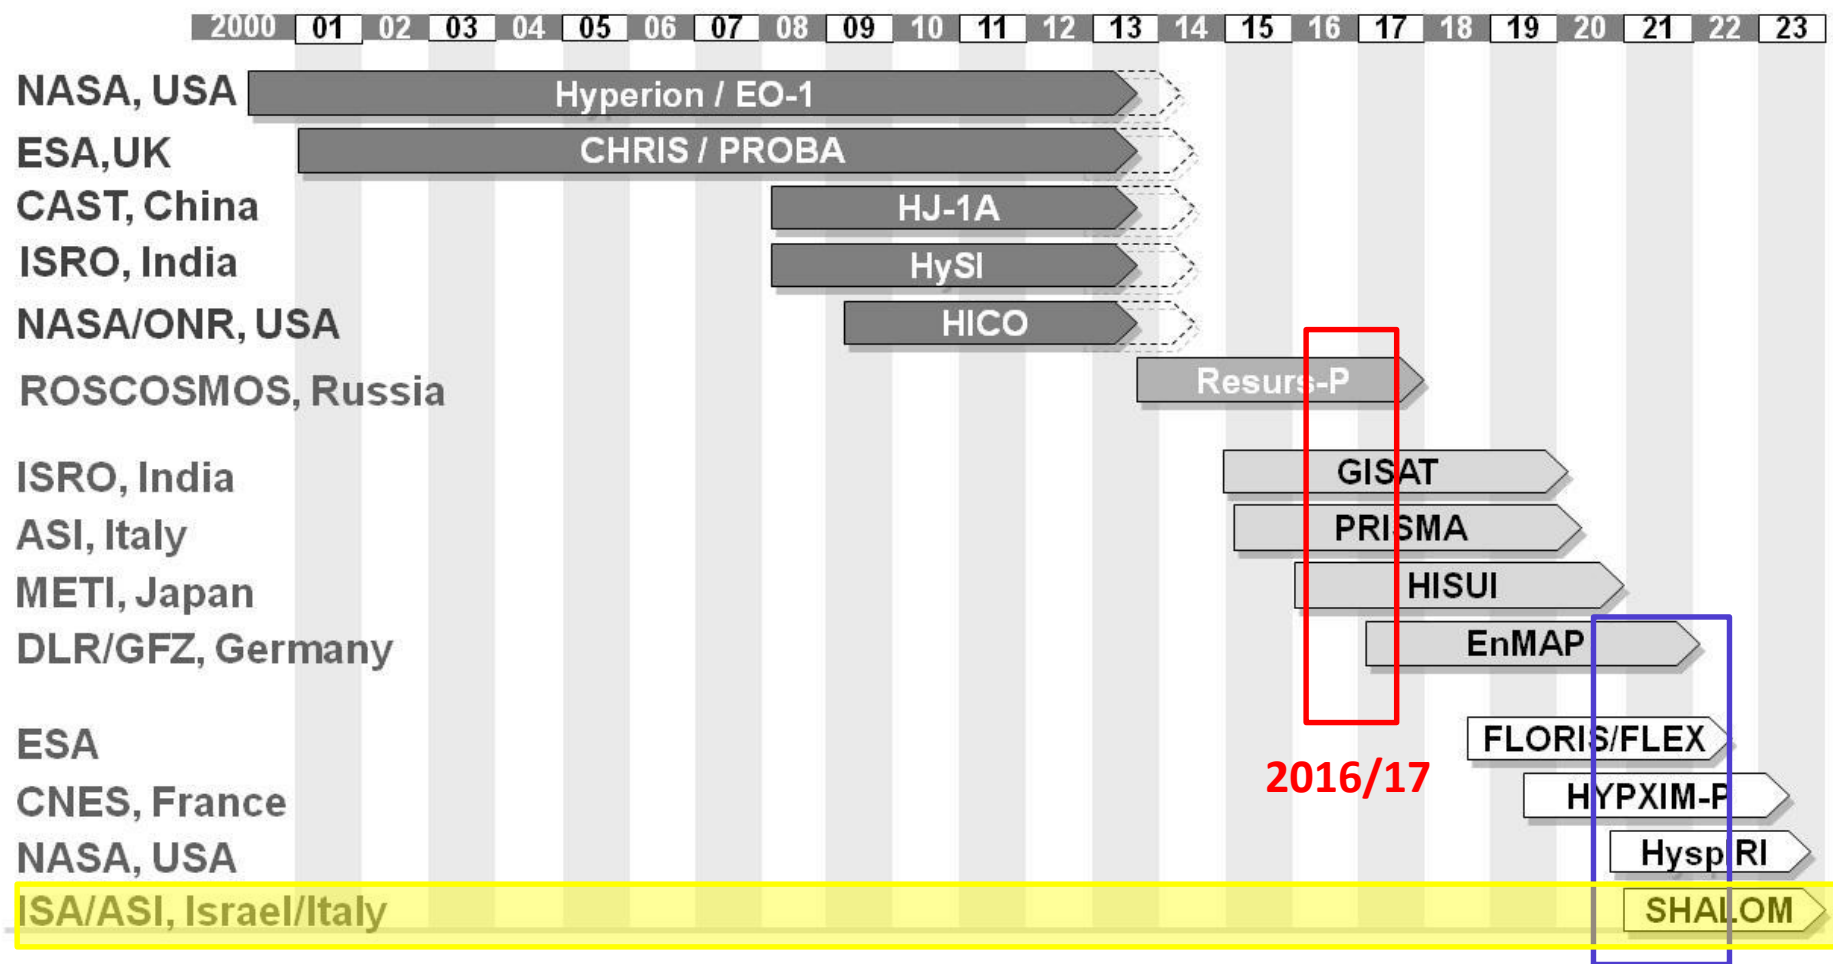 2000 01 02 03 04 05 06 07 08 09 10 11 12 13 14 15 16 17 18 19 20 21 22 23
NASA, USA Hyperion / EO-1
ESA,UK CHRIS / PROBA
CAST, China HJ-1A
ISRO, India HySI
NASA/ONR, USA HICO
ROSCOSMOS, Russia Resurs-P
ISRO, India GISAT
ASI, Italy PRISMA
METI, Japan HISUI
DLR/GFZ, Germany EnMAP
ESA FLORIS/FLEX
2016/17
CNES, France HYPXIM-P
NASA, USA HyspIRI
ISA/ASI, Israel/Italy SHALOM